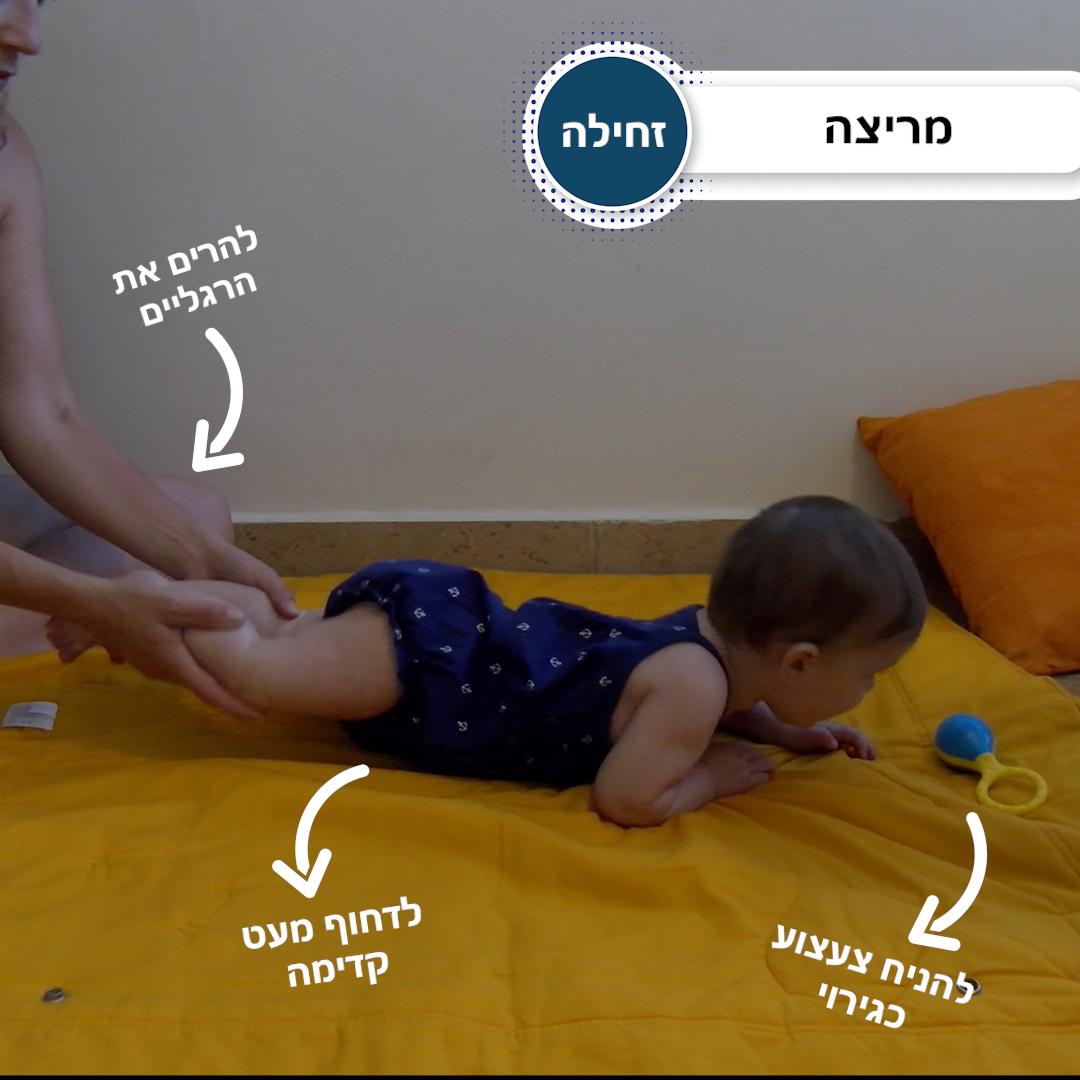 מריצה
זחילה
להרים את
הרגליים
לדחוף מעט
קדימה
להניח צעצוע
כגירוי